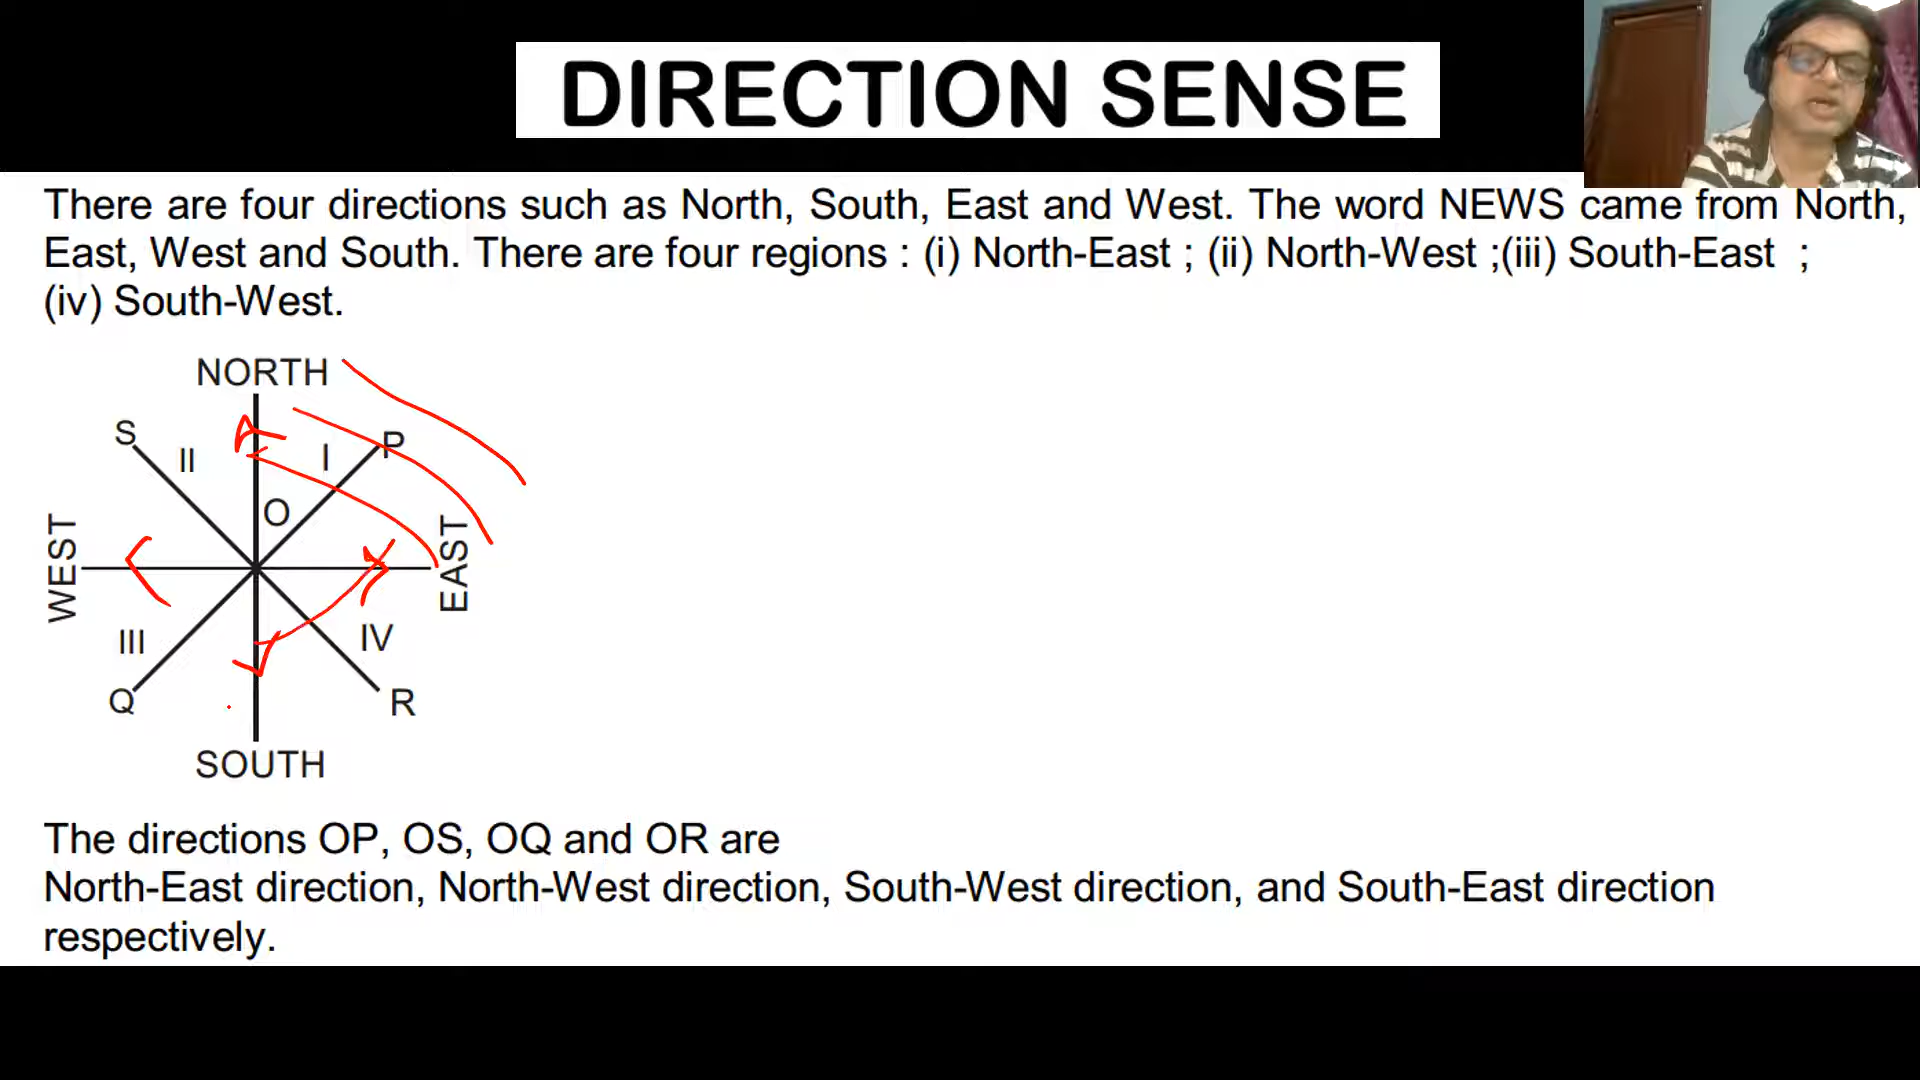 DIRECTION SENSE
There are four directions such as North, South, East and West. The word NEWS came from North,
East, West and South. There are four regions : (i) North-East ; (ii) North-West ;(iii) South-East ;
(iv) South-West.
NORTH
S
II
I
P
O
WEST
EAST
III
IV
Q
R
SOUTH
The directions OP, OS, OQ and OR are
North-East direction, North-West direction, South-West direction, and South-East direction
respectively.